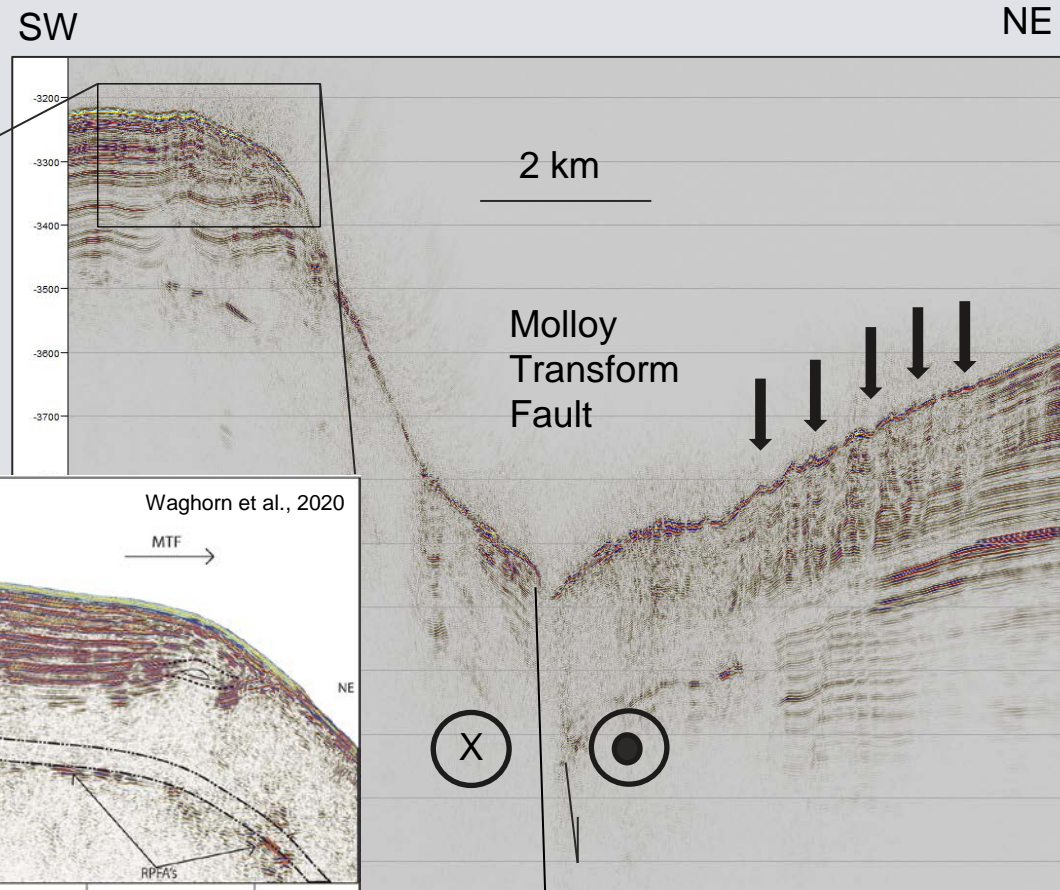 SW
NE
-3200
-3300
2 km
-3400
-3500
Molloy
Transform
Fault
-3600
-3700
Waghorn et al., 2020
MTF
NE
X
RPFA's